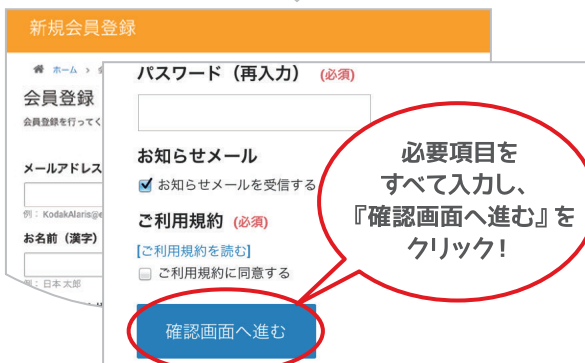 新規会員登録
ホーム >
会員登録
会員登録を行ってく
メールアドレス
例：KodakAlaris@e
お名前（漢字）
例：日本 太郎
パスワード（再入力） (必須)
お知らせメール
お知らせメールを受信する
ご利用規約 (必須)
[ご利用規約を読む]
ご利用規約に同意する
確認画面へ進む
必要項目を
すべて入力し、
『確認画面へ進む』を
クリック！